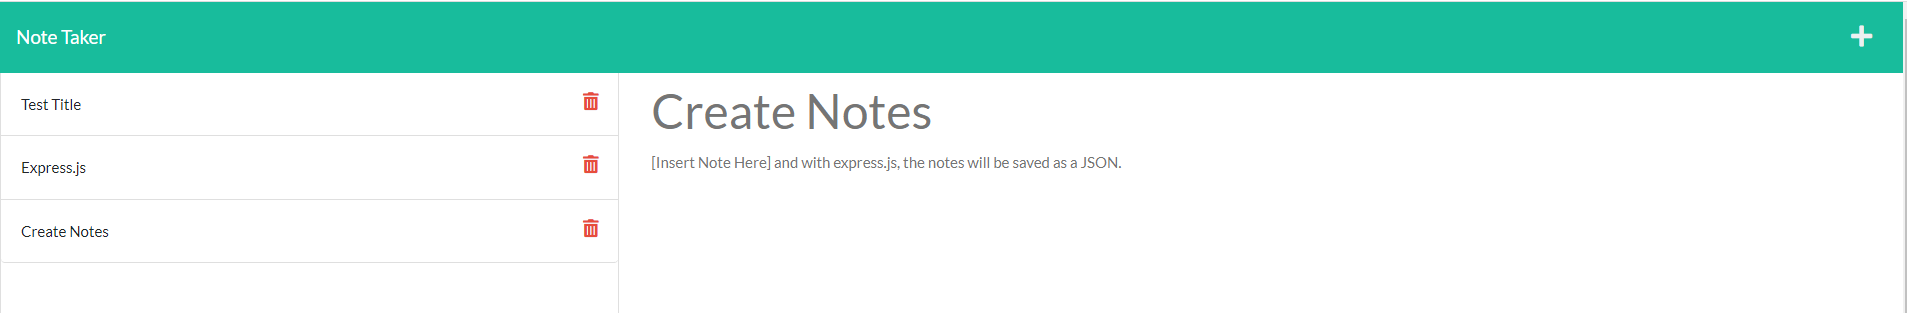 Note Taker
Test Title
Express.js
Create Notes
Create Notes
[Insert Note Here] and with express.js, the notes will be saved as a JSON.